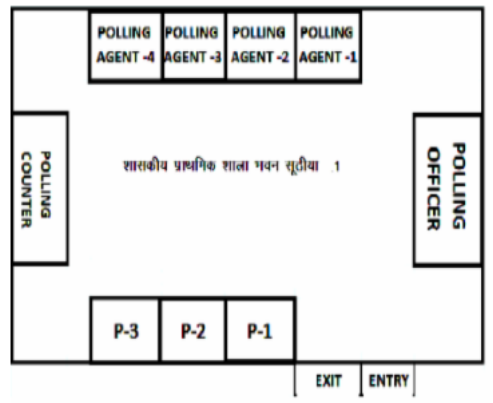 POLLING AGENT -4
POLLING AGENT -3
POLLING AGENT -2
POLLING AGENT -1
POLLING COUNTER
शासकीय प्राथमिक शाला भवन सूठीया .1
POLLING OFFICER
P-3
P-2
P-1
EXIT
ENTRY